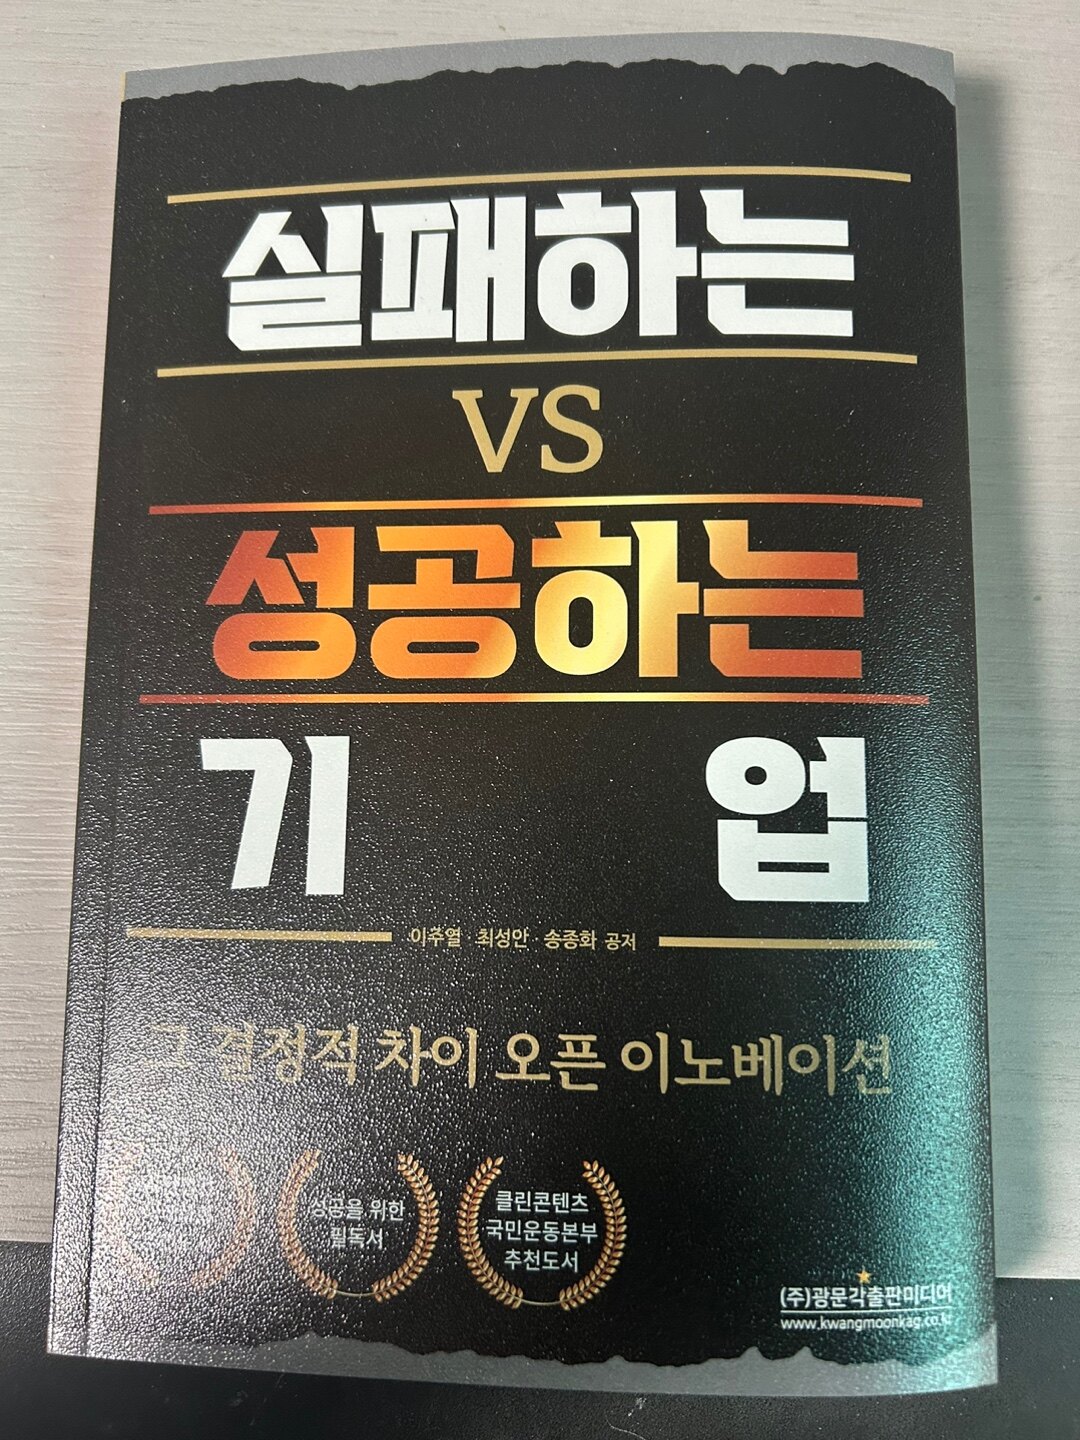 실패하는
VS
성공하는
기 업
이주열·최성안·송종화 공저
그 결정적 차이 오픈 이노베이션
성공을 위한
필독서
클린콘텐츠
국민운동본부
추천도서
(주)광문각출판미디어
www.kwangmoonkag.co.kr